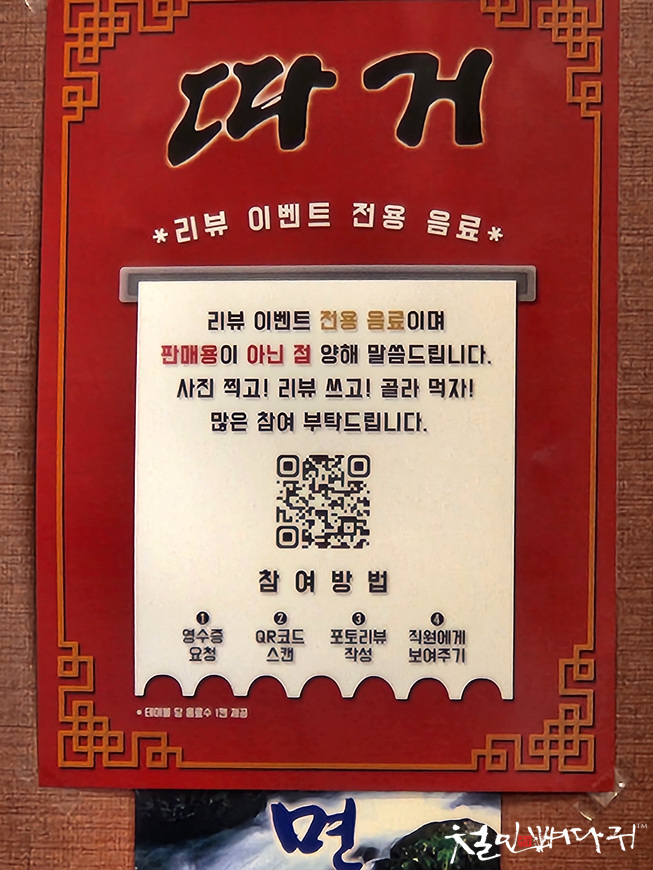 따거
*리뷰 이벤트 전용 음료*
리뷰 이벤트 전용 음료이며
판매용이 아닌 점 양해 말씀드립니다.
사진 찍고! 리뷰 쓰고! 골라 먹자!
많은 참여 부탁드립니다.
참여방법
❶ 영수증 요청
❷ QR코드 스캔
❸ 포토리뷰 작성
❹ 직원에게 보여주기
* 테이블 당 음료수 1캔 제공
면
철인뼈다귀™